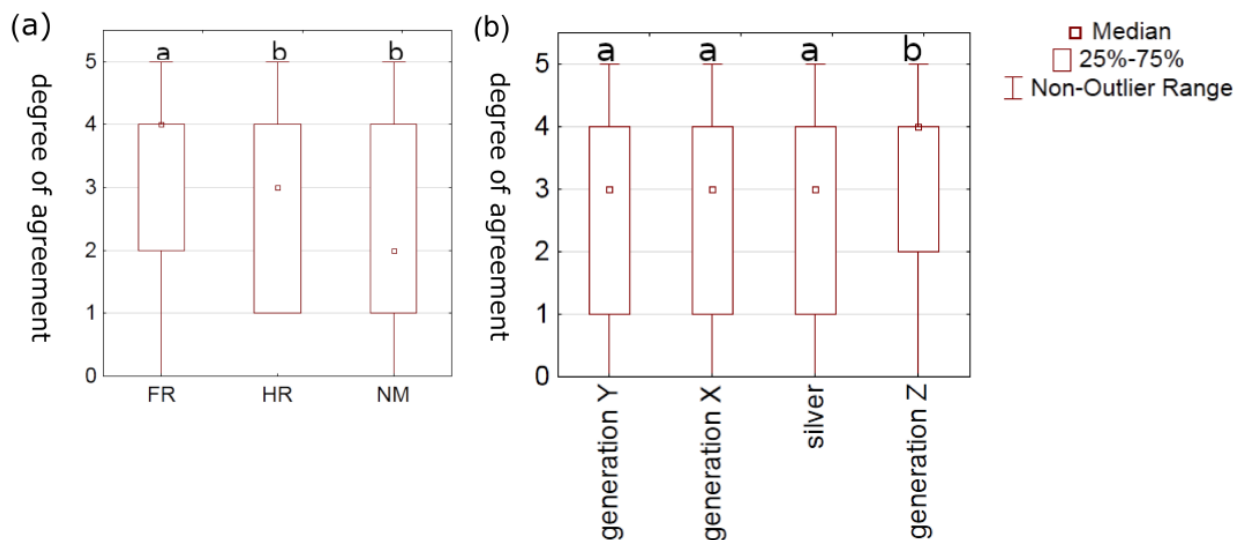 (a)
a b b
degree of agreement
5
4
3
2
1
0
FR HR NM
(b)
a a a b
degree of agreement
5
4
3
2
1
0
generation Y
generation X
silver
generation Z
Median
25%-75%
Non-Outlier Range